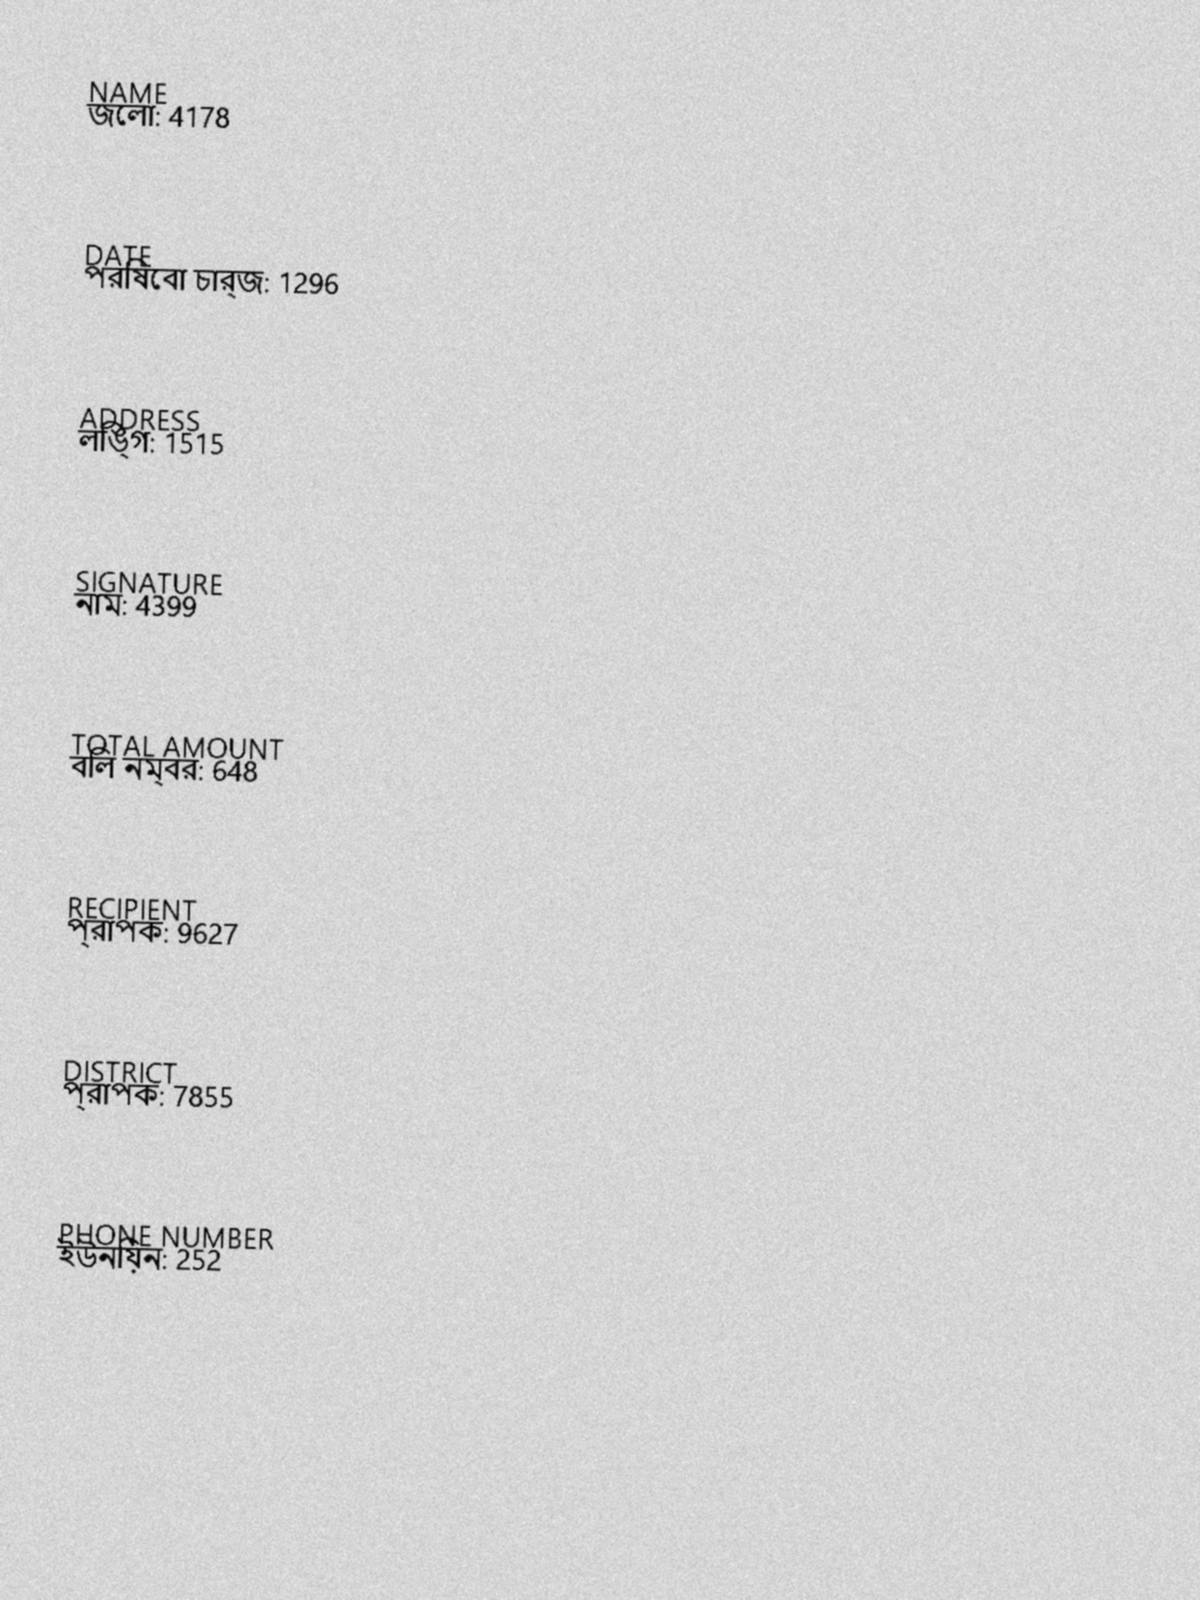 NAME
জেলা: 4178
DATE
পরিষেবা চার্জ: 1296
ADDRESS
লিঙ্গ: 1515
SIGNATURE
নাম: 4399
TOTAL AMOUNT
বিল নম্বর: 648
RECIPIENT
প্রাপক: 9627
DISTRICT
প্রাপক: 7855
PHONE NUMBER
ইউনিয়ন: 252